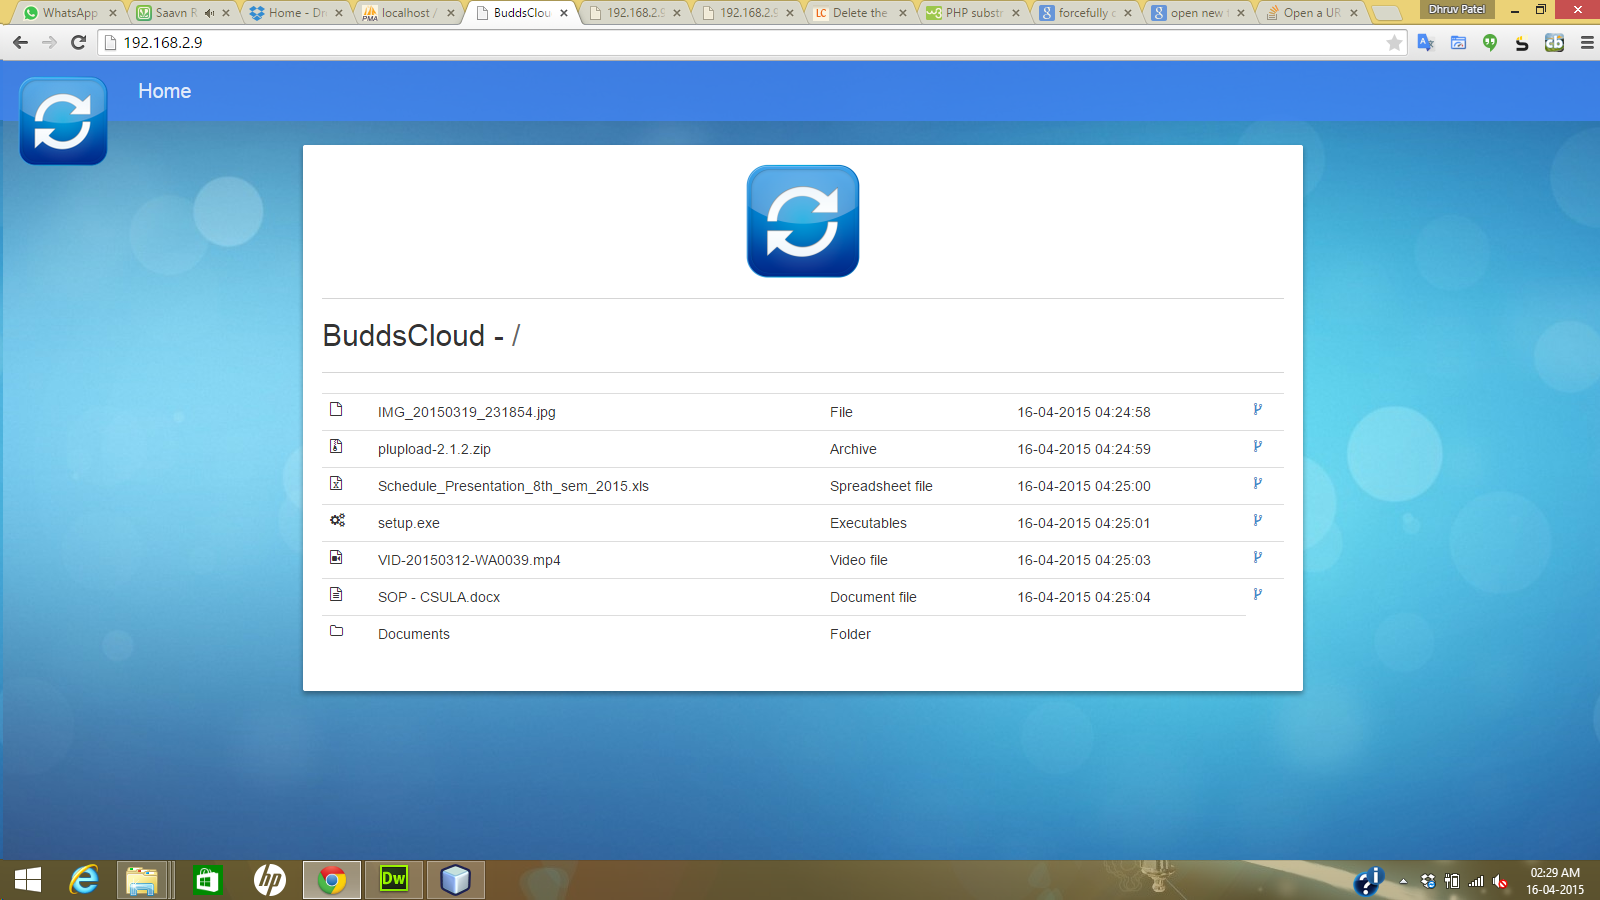 WhatsApp
Saavn R
Home - Dr
localhost /
BuddsClou
192.168.2.9
192.168.2.9
Delete the
PHP substr
forcefully c
open new
Open a UR
Dhruv Patel
192.168.2.9
Home
BuddsCloud - /
IMG_20150319_231854.jpg File 16-04-2015 04:24:58
plupload-2.1.2.zip Archive 16-04-2015 04:24:59
Schedule_Presentation_8th_sem_2015.xls Spreadsheet file 16-04-2015 04:25:00
setup.exe Executables 16-04-2015 04:25:01
VID-20150312-WA0039.mp4 Video file 16-04-2015 04:25:03
SOP - CSULA.docx Document file 16-04-2015 04:25:04
Documents Folder
hp
Dw
02:29 AM
16-04-2015